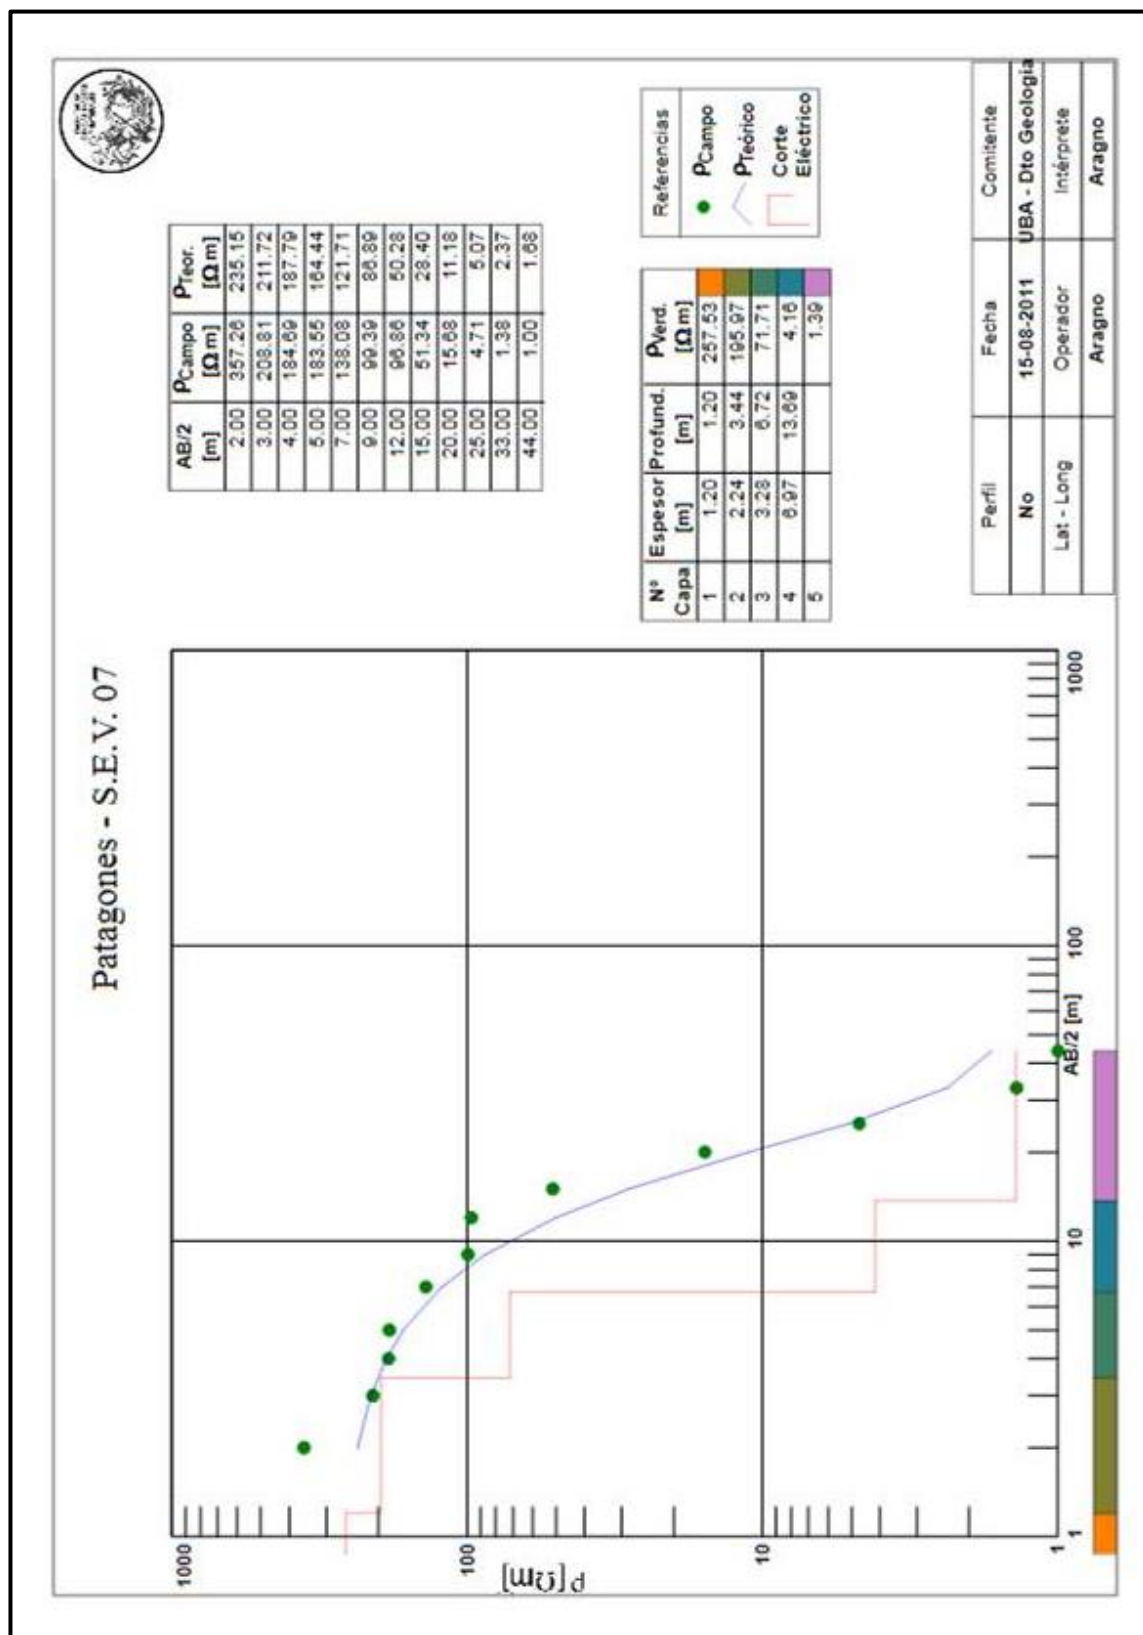 Patagones - S.E.V. 07
AB/2 [m] ρCampo [Ωm] ρTeor. [Ωm]
2.00 357.26 235.15
3.00 208.81 211.72
4.00 184.69 187.79
5.00 183.55 164.44
7.00 138.08 121.71
9.00 99.39 86.89
12.00 96.86 50.28
15.00 51.34 28.40
20.00 15.68 11.18
25.00 4.71 5.07
33.00 1.38 2.37
44.00 1.00 1.68
ρ [Ωm]
1000
100
10
1
10
100
1000
AB/2 [m]
Nº Capa Espesor [m] Profund. [m] ρVerd. [Ωm]
1 1.20 1.20 257.53
2 2.24 3.44 195.97
3 3.28 6.72 71.71
4 6.97 13.69 4.16
5 1.39
Referencias
ρCampo
ρTeórico
Corte
Eléctrico
Perfil Fecha Comitente
No 15-08-2011 UBA - Dto Geologia
Lat - Long Operador Intérprete
Aragno Aragno